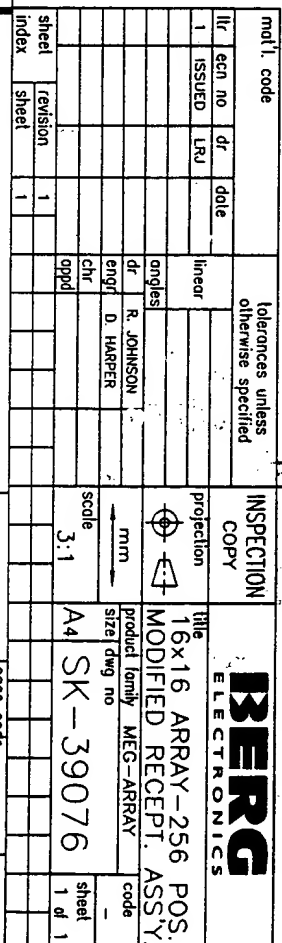 mat'l. code
tolerances unless
otherwise specified
INSPECTION
COPY
BERG
ELECTRONICS
ltr ecn no dr date
1 ISSUED LRJ
linear
angles
projection
title
16x16 ARRAY-256 POS.
MODIFIED RECEPT. ASS'Y.
dr R. JOHNSON
engr D. HARPER
chr
appd
mm
scale
3:1
product family MEG-ARRAY
code
–
size dwg no
A4 SK-39076
sheet
1 of 1
sheet
index
revision 1
sheet 1